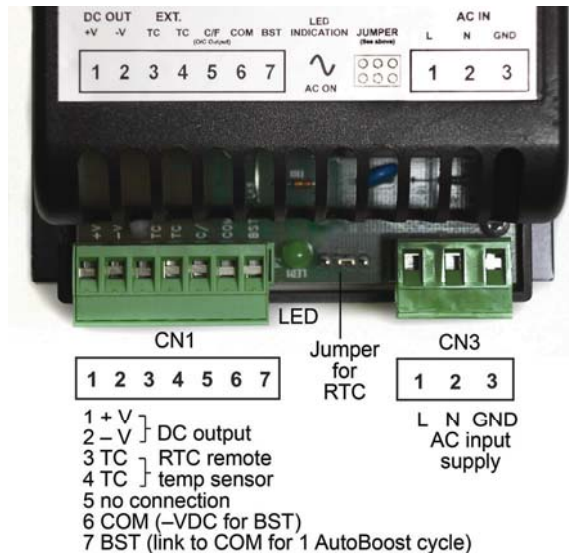 DC OUT EXT. LED AC IN
+V -V TC TC C/F COM BST INDICATION JUMPER L N GND
(O/C Output) (See above)
1 2 3 4 5 6 7 1 2 3
AC ON
+V -V TC TC C/ COM BST
LED1
LED
CN1 CN3
Jumper
for
RTC
1 2 3 4 5 6 7
1 2 3
L N GND
AC input
supply
1 + V
2 – V DC output
3 TC RTC remote
4 TC temp sensor
5 no connection
6 COM (–VDC for BST)
7 BST (link to COM for 1 AutoBoost cycle)